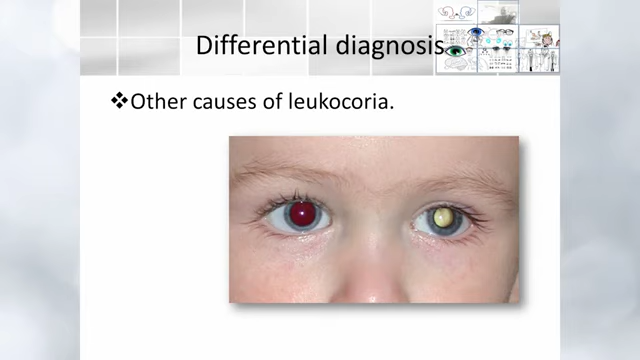 Differential diagnosis
❖Other causes of leukocoria.